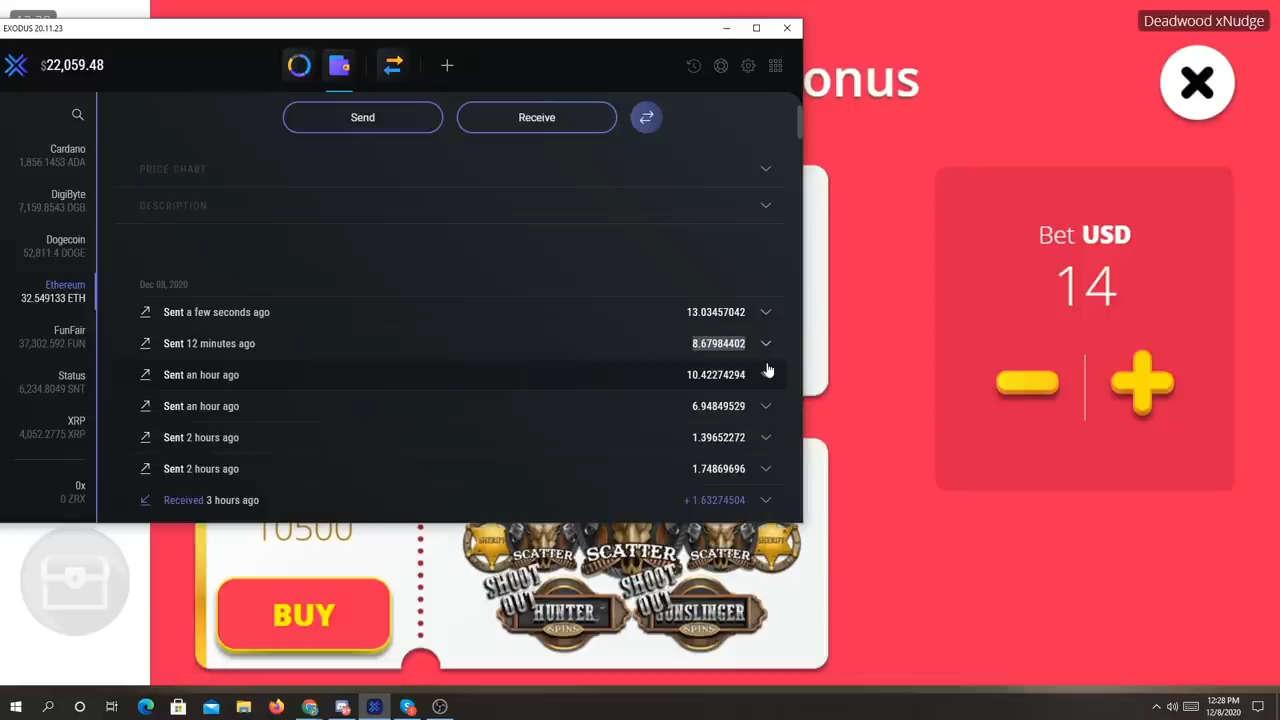 Deadwood xNudge
EXODUS 20.11.23
$22,059.48
onus
Send
Receive
Cardano
1,856.1453 ADA
PRICE CHART
DigiByte
7,159.8543 DGB
DESCRIPTION
Dogecoin
52,811.4 DOGE
Bet USD
14
Ethereum
32.549133 ETH
Dec 08, 2020
Sent a few seconds ago 13.03457042
FunFair
37,302.592 FUN
Sent 12 minutes ago 8.67984402
Status
6,234.8049 SNT
Sent an hour ago 10.42274294
Sent an hour ago 6.94849529
XRP
4,052.2775 XRP
Sent 2 hours ago 1.39652272
Sent 2 hours ago 1.74869696
0x
0 ZRX
Received 3 hours ago + 1.63274504
10500
SHERIFF
SCATTER SCATTER SCATTER
SHERIFF
SHOOT OUT
SHOOT OUT
HUNTER
SPINS
GUNSLINGER
SPINS
BUY
12:28 PM
12/8/2020